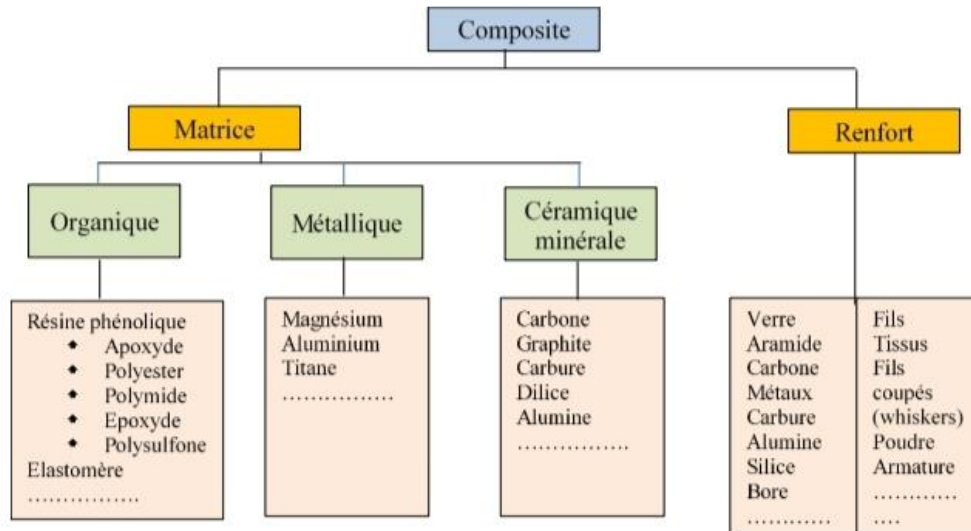 Composite
Matrice
Renfort
Organique
Métallique
Céramique
minérale
Résine phénolique
◆ Apoxyde
◆ Polyester
◆ Polymide
◆ Epoxyde
◆ Polysulfone
Elastomère
…………….
Magnésium
Aluminium
Titane
…………….
Carbone
Graphite
Carbure
Dilice
Alumine
…………….
Verre
Aramide
Carbone
Métaux
Carbure
Alumine
Silice
Bore
…………
Fils
Tissus
Fils
coupés
(whiskers)
Poudre
Armature
…………
….